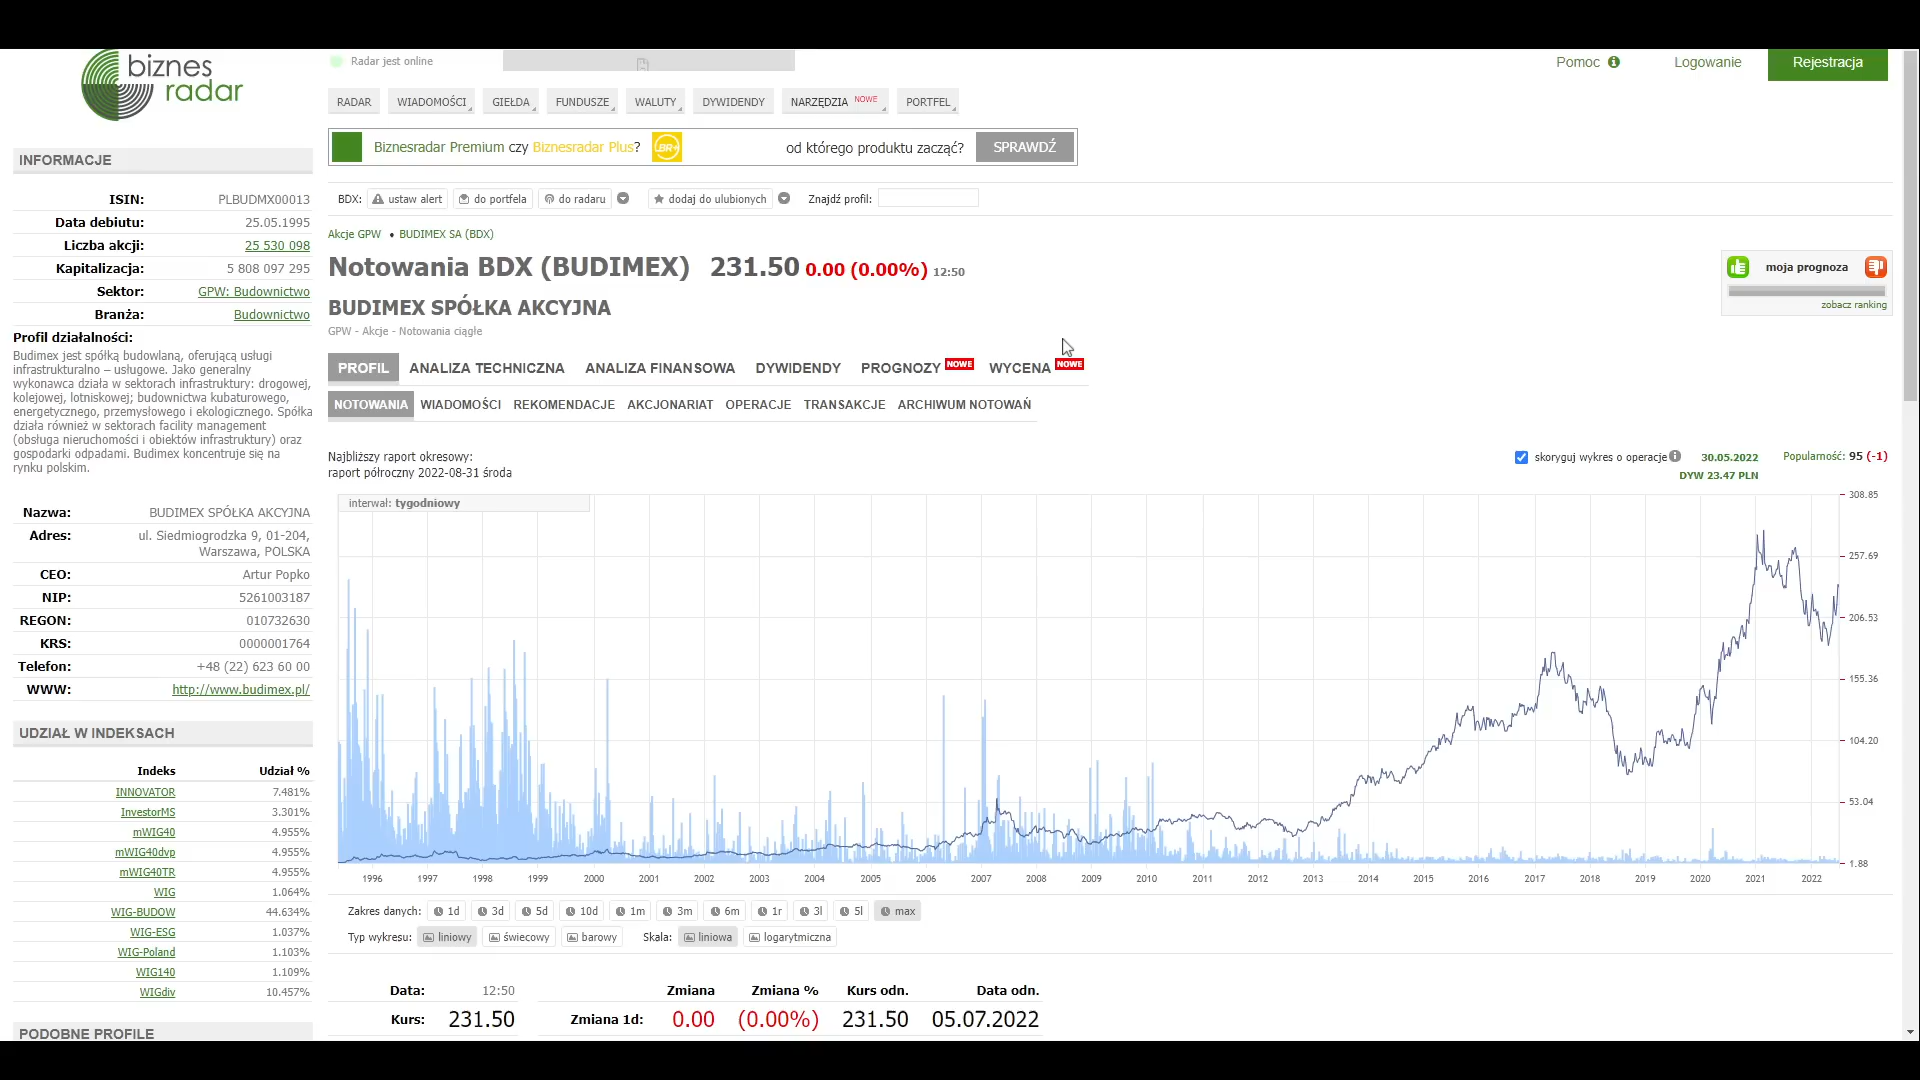 biznes
radar
Radar jest online
Pomoc
Logowanie
Rejestracja
RADAR
WIADOMOŚCI
GIEŁDA
FUNDUSZE
WALUTY
DYWIDENDY
NARZĘDZIA NOWE
PORTFEL
Biznesradar Premium czy Biznesradar Plus? BR+ od którego produktu zacząć? SPRAWDŹ
BDX: ustaw alert do portfela do radaru dodaj do ulubionych Znajdź profil:
Akcje GPW • BUDIMEX SA (BDX)
Notowania BDX (BUDIMEX) 231.50 0.00 (0.00%) 12:50
BUDIMEX SPÓŁKA AKCYJNA
GPW - Akcje - Notowania ciągłe
moja prognoza
zobacz ranking
PROFIL ANALIZA TECHNICZNA ANALIZA FINANSOWA DYWIDENDY PROGNOZY NOWE WYCENA NOWE
NOTOWANIA WIADOMOŚCI REKOMENDACJE AKCJONARIAT OPERACJE TRANSAKCJE ARCHIWUM NOTOWAŃ
Najbliższy raport okresowy:
raport półroczny 2022-08-31 środa
skoryguj wykres o operacje 30.05.2022 Popularność: 95 (-1)
DYW 23.47 PLN
interwał: tygodniowy
308.85
257.69
206.53
155.36
104.20
53.04
1.88
1996 1997 1998 1999 2000 2001 2002 2003 2004 2005 2006 2007 2008 2009 2010 2011 2012 2013 2014 2015 2016 2017 2018 2019 2020 2021 2022
Zakres danych: 1d 3d 5d 10d 1m 3m 6m 1r 3l 5l max
Typ wykresu: liniowy świecowy barowy Skala: liniowa logarytmiczna
Data: 12:50 Zmiana Zmiana % Kurs odn. Data odn.
Kurs: 231.50 Zmiana 1d: 0.00 (0.00%) 231.50 05.07.2022
INFORMACJE
ISIN: PLBUDMX00013
Data debiutu: 25.05.1995
Liczba akcji: 25 530 098
Kapitalizacja: 5 808 097 295
Sektor: GPW: Budownictwo
Branża: Budownictwo
Profil działalności:
Budimex jest spółką budowlaną, oferującą usługi
infrastrukturalno – usługowe. Jako generalny
wykonawca działa w sektorach infrastruktury: drogowej,
kolejowej, lotniskowej; budownictwa kubaturowego,
energetycznego, przemysłowego i ekologicznego. Spółka
działa również w sektorach facility management
(obsługa nieruchomości i obiektów infrastruktury) oraz
gospodarki odpadami. Budimex koncentruje się na
rynku polskim.
Nazwa: BUDIMEX SPÓŁKA AKCYJNA
Adres: ul. Siedmiogrodzka 9, 01-204,
Warszawa, POLSKA
CEO: Artur Popko
NIP: 5261003187
REGON: 010732630
KRS: 0000001764
Telefon: +48 (22) 623 60 00
WWW: http://www.budimex.pl/
UDZIAŁ W INDEKSACH
Indeks Udział %
INNOVATOR 7.481%
InvestorMS 3.301%
mWIG40 4.955%
mWIG40dvp 4.955%
mWIG40TR 4.955%
WIG 1.064%
WIG-BUDOW 44.634%
WIG-ESG 1.037%
WIG-Poland 1.103%
WIG140 1.109%
WIGdiv 10.457%
PODOBNE PROFILE